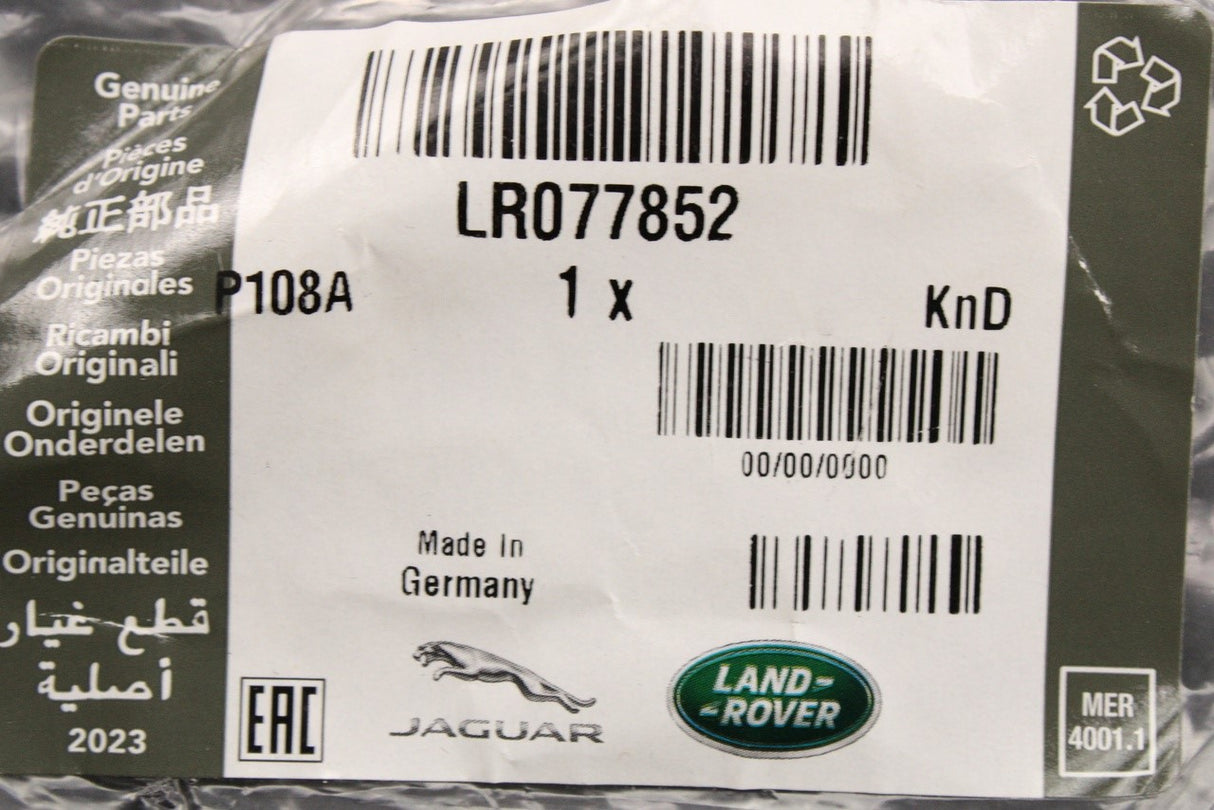 Genuine
Parts
Pièces
d'Origine
純正部品
Piezas
Originales
Ricambi
Originali
Originele
Onderdelen
Peças
Genuinas
Originalteile
قطع غيار
أصلية
2023
LR077852
P108A 1 x KnD
00/00/0000
Made In
Germany
EAC
JAGUAR
LAND-
-ROVER
MER
4001.1